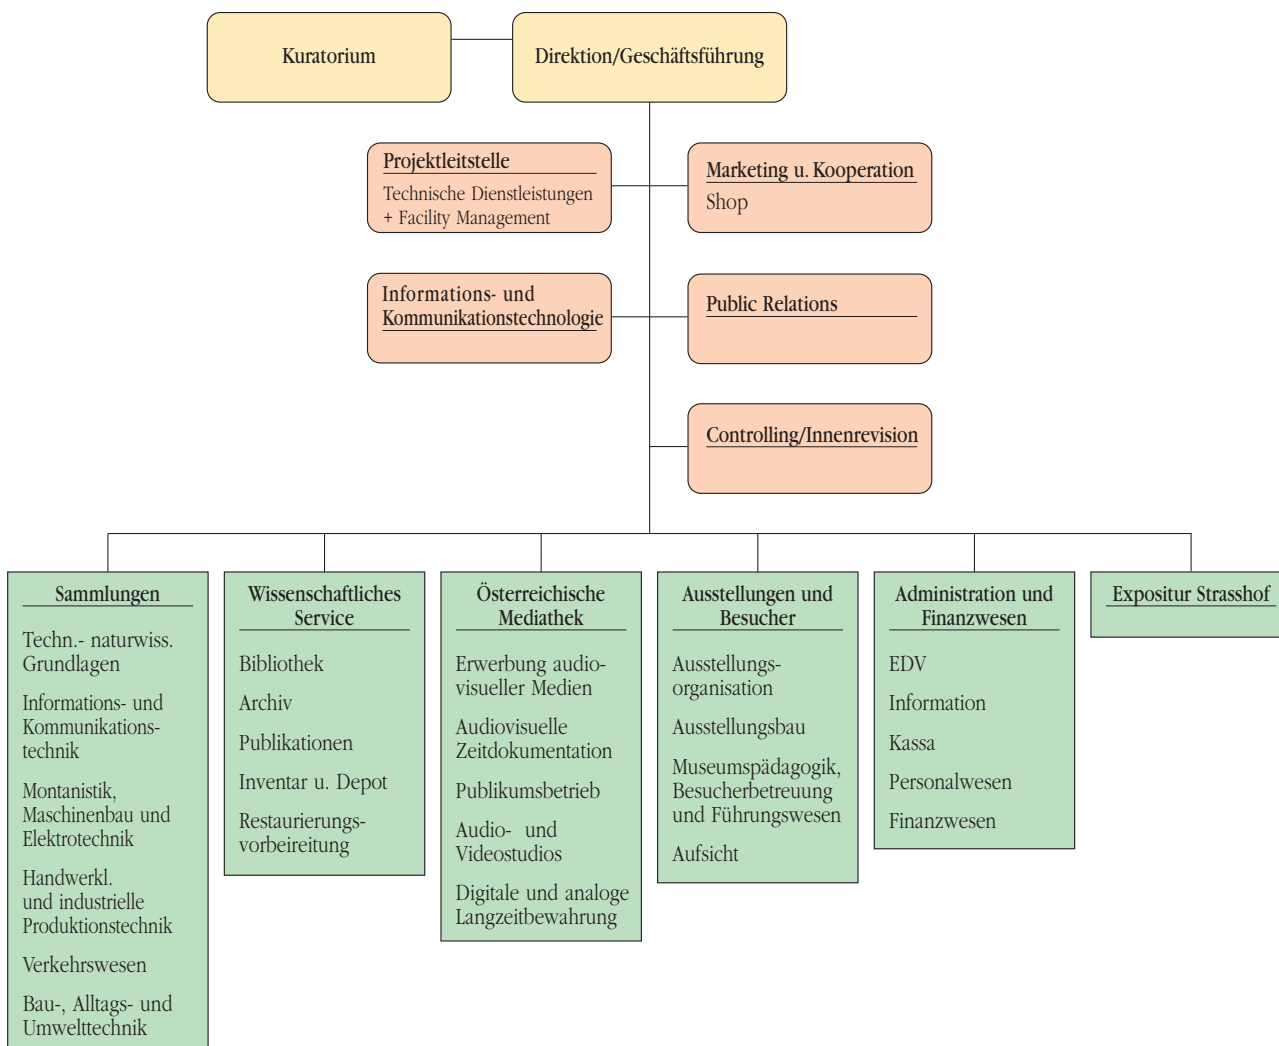 Kuratorium
Direktion/Geschäftsführung
Projektleitstelle
Technische Dienstleistungen
+ Facility Management
Marketing u. Kooperation
Shop
Informations- und
Kommunikationstechnologie
Public Relations
Controlling/Innenrevision
Sammlungen
Techn.- naturwiss.
Grundlagen
Informations- und
Kommunikations-
technik
Montanistik,
Maschinenbau und
Elektrotechnik
Handwerkl.
und industrielle
Produktionstechnik
Verkehrswesen
Bau-, Alltags- und
Umwelttechnik
Wissenschaftliches
Service
Bibliothek
Archiv
Publikationen
Inventar u. Depot
Restaurierungs-
vorbeireitung
Österreichische
Mediathek
Erwerbung audio-
visueller Medien
Audiovisuelle
Zeitdokumentation
Publikumsbetrieb
Audio- und
Videostudios
Digitale und analoge
Langzeitbewahrung
Ausstellungen und
Besucher
Ausstellungs-
organisation
Ausstellungsbau
Museumspädagogik,
Besucherbetreuung
und Führungswesen
Aufsicht
Administration und
Finanzwesen
EDV
Information
Kassa
Personalwesen
Finanzwesen
Expositur Strasshof